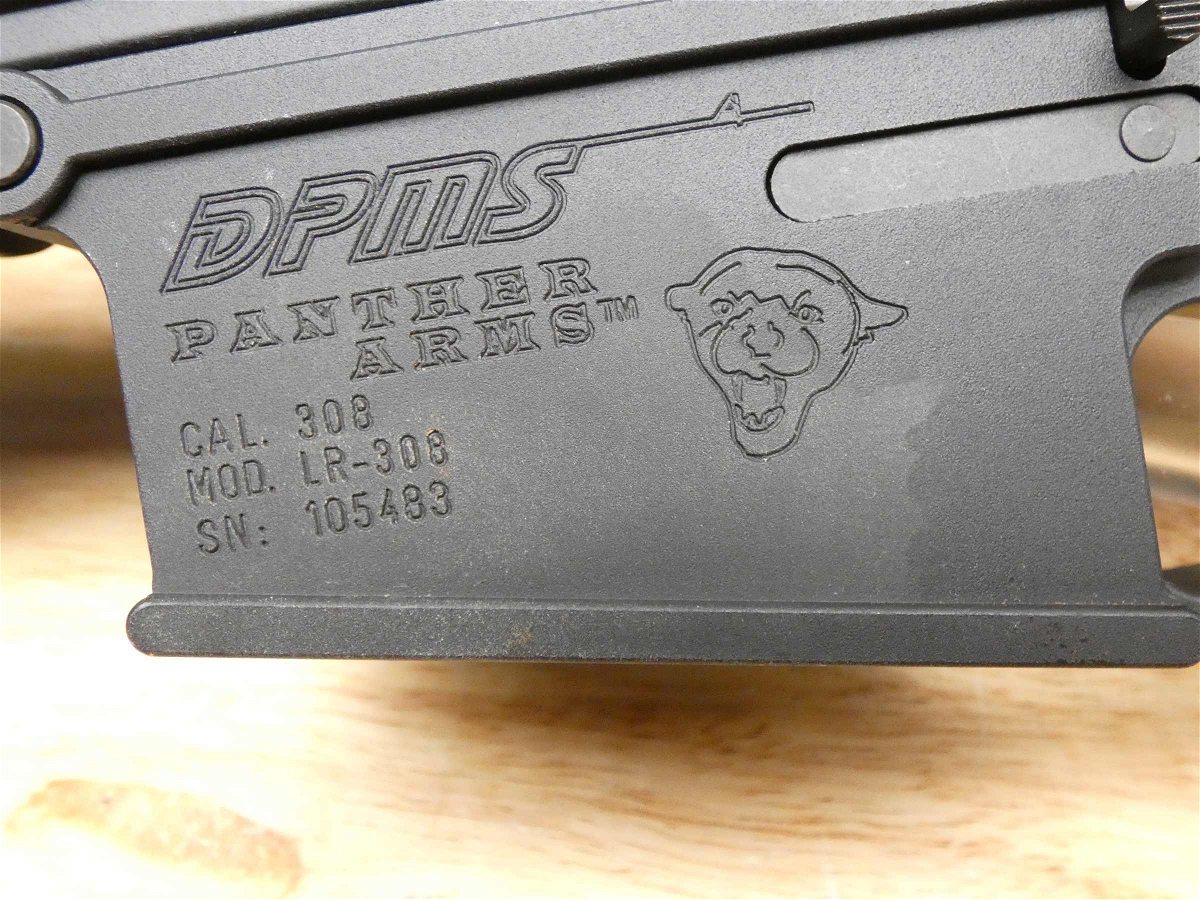 DPMS
PANTHER
ARMS™
CAL. 308
MOD. LR-308
SN: 105483